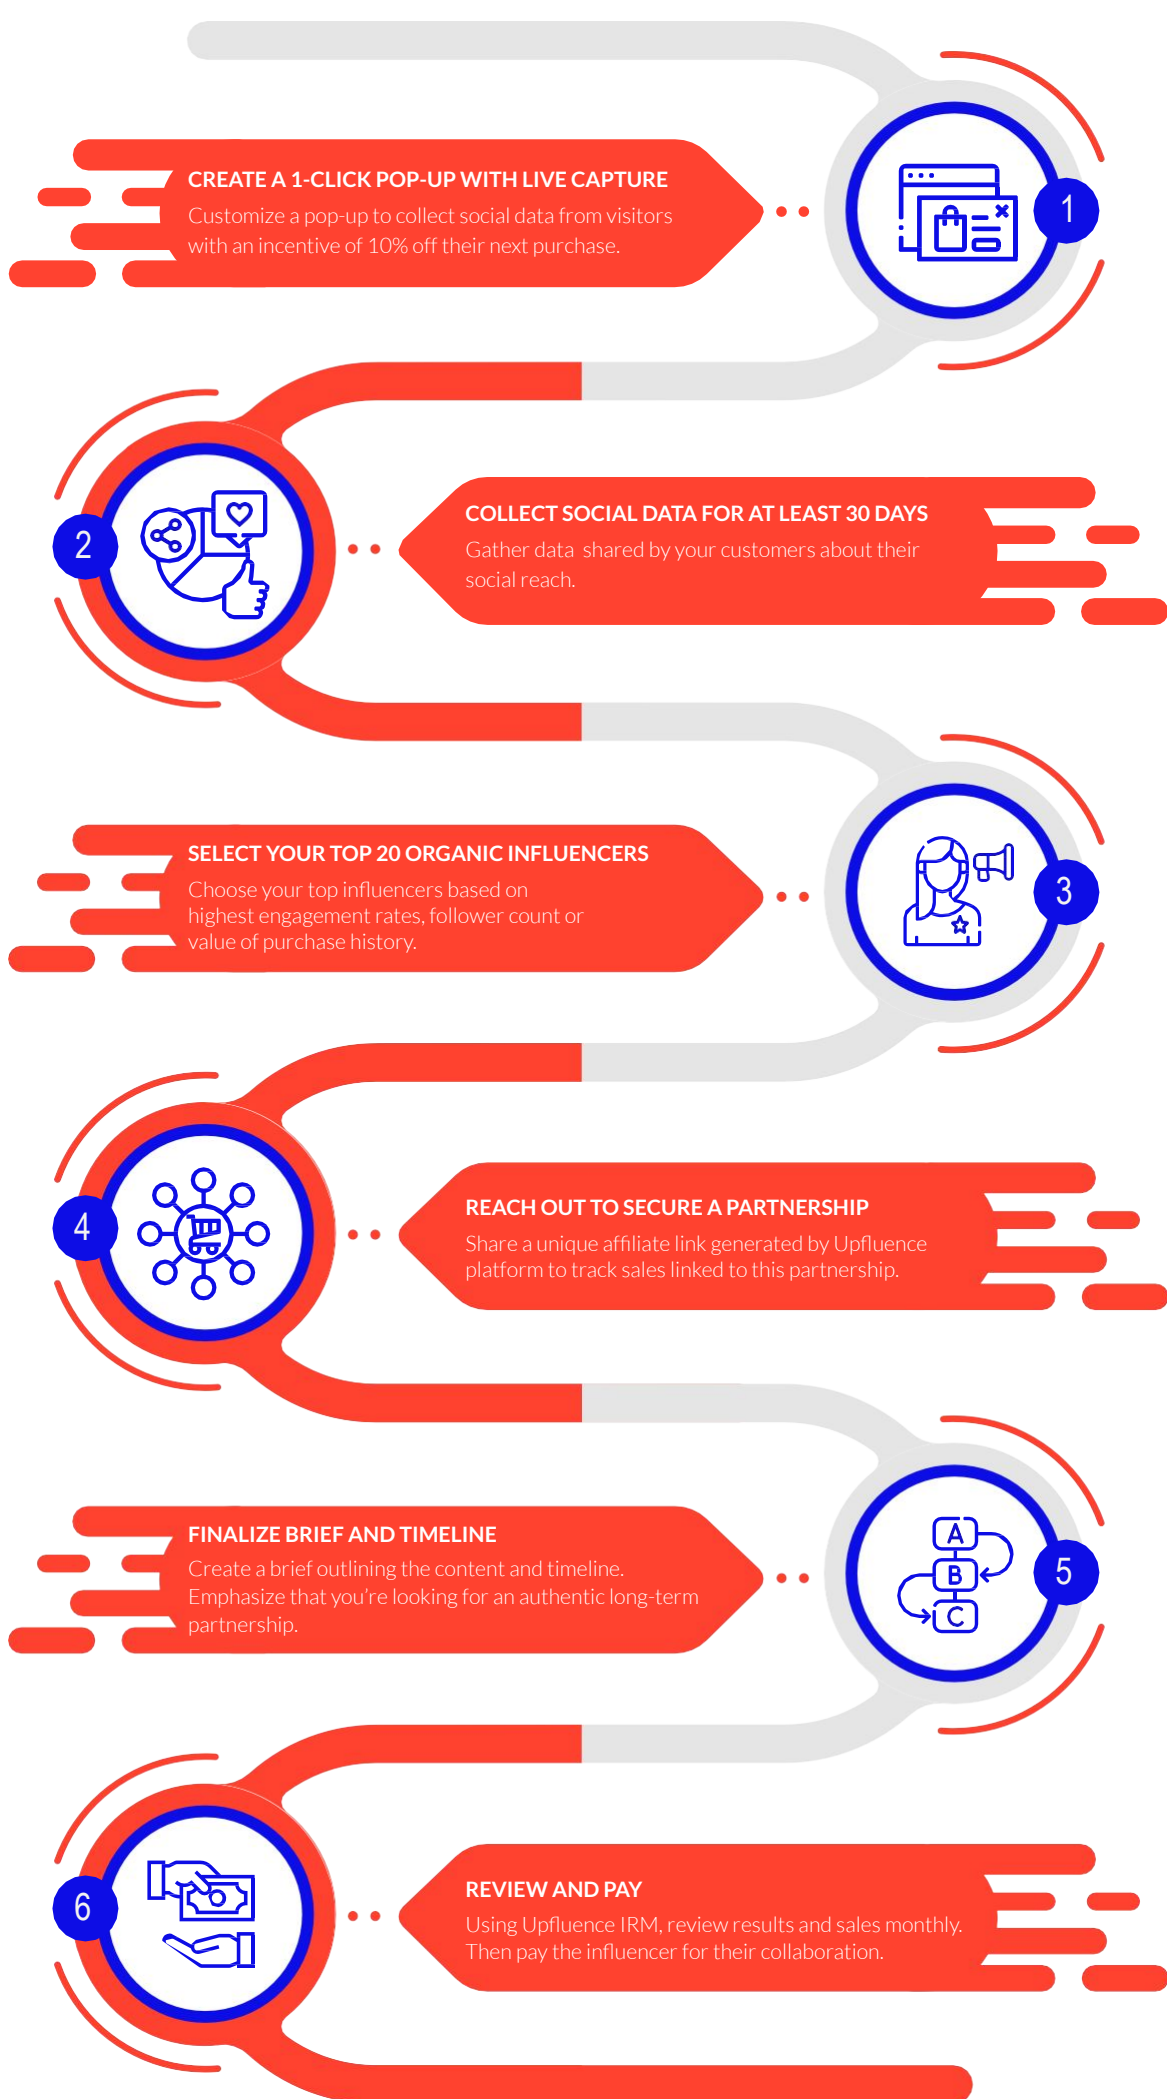 CREATE A 1-CLICK POP-UP WITH LIVE CAPTURE
Customize a pop-up to collect social data from visitors
with an incentive of 10% off their next purchase.
1
2
COLLECT SOCIAL DATA FOR AT LEAST 30 DAYS
Gather data shared by your customers about their
social reach.
SELECT YOUR TOP 20 ORGANIC INFLUENCERS
Choose your top influencers based on
highest engagement rates, follower count or
value of purchase history.
3
4
REACH OUT TO SECURE A PARTNERSHIP
Share a unique affiliate link generated by Upfluence
platform to track sales linked to this partnership.
FINALIZE BRIEF AND TIMELINE
Create a brief outlining the content and timeline.
Emphasize that you’re looking for an authentic long-term
partnership.
A
B
C
5
6
REVIEW AND PAY
Using Upfluence IRM, review results and sales monthly.
Then pay the influencer for their collaboration.